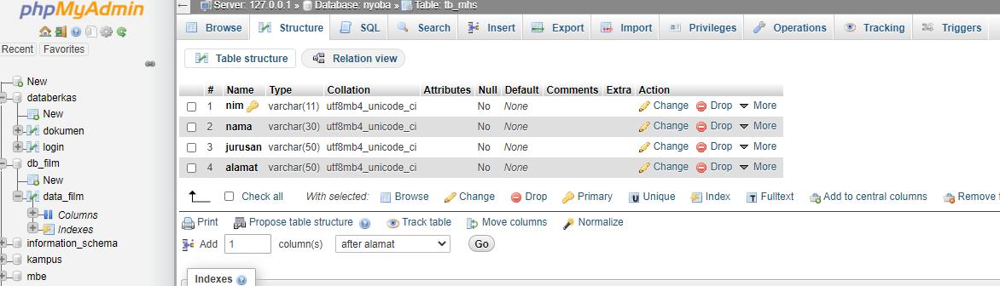 phpMyAdmin
Recent Favorites
New
databerkas
New
dokumen
login
db_film
New
data_film
Columns
Indexes
information_schema
kampus
mbe
Server: 127.0.0.1 » Database: nyoba » Table: tb_mhs
Browse Structure SQL Search Insert Export Import Privileges Operations Tracking Triggers
Table structure Relation view
# Name Type Collation Attributes Null Default Comments Extra Action
1 nim varchar(11) utf8mb4_unicode_ci No None Change Drop More
2 nama varchar(30) utf8mb4_unicode_ci No None Change Drop More
3 jurusan varchar(50) utf8mb4_unicode_ci No None Change Drop More
4 alamat varchar(50) utf8mb4_unicode_ci No None Change Drop More
Check all With selected: Browse Change Drop Primary Unique Index Fulltext Add to central columns Remove f
Print Propose table structure Track table Move columns Normalize
Add 1 column(s) after alamat Go
Indexes